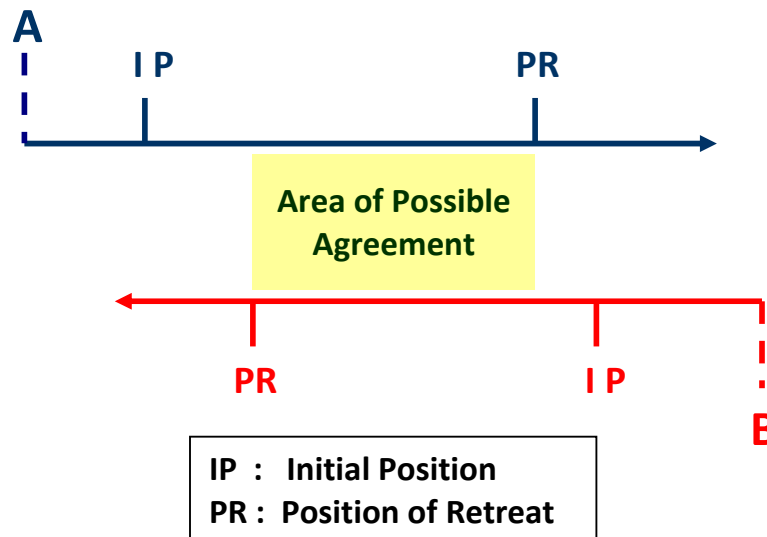 A
I P
PR
Area of Possible
Agreement
PR
I P
B
IP : Initial Position
PR : Position of Retreat